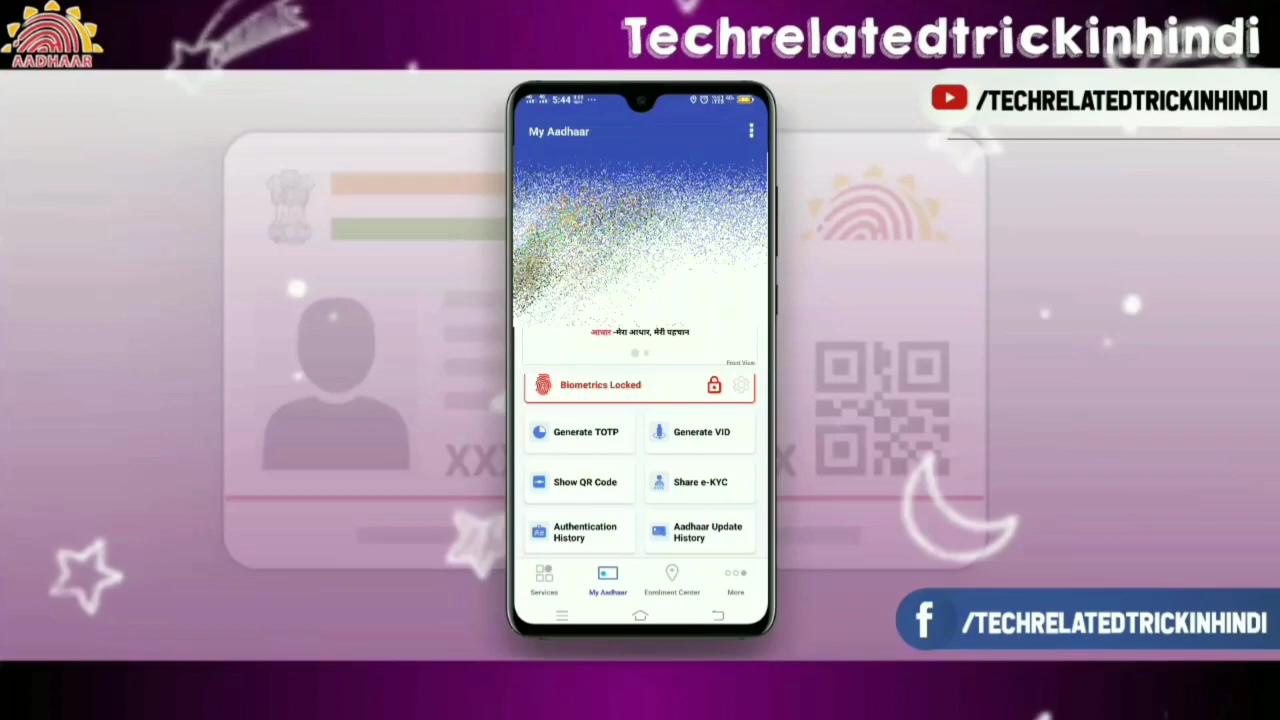 AADHAAR
Techrelatedtrickinhindi
/TECHRELATEDTRICKINHINDI
5:44
My Aadhaar
आधार -मेरा आधार, मेरी पहचान
Front View
Biometrics Locked
Generate TOTP
Generate VID
Show QR Code
Share e-KYC
Authentication
History
Aadhaar Update
History
Services
My Aadhaar
Enrolment Center
More
/TECHRELATEDTRICKINHINDI